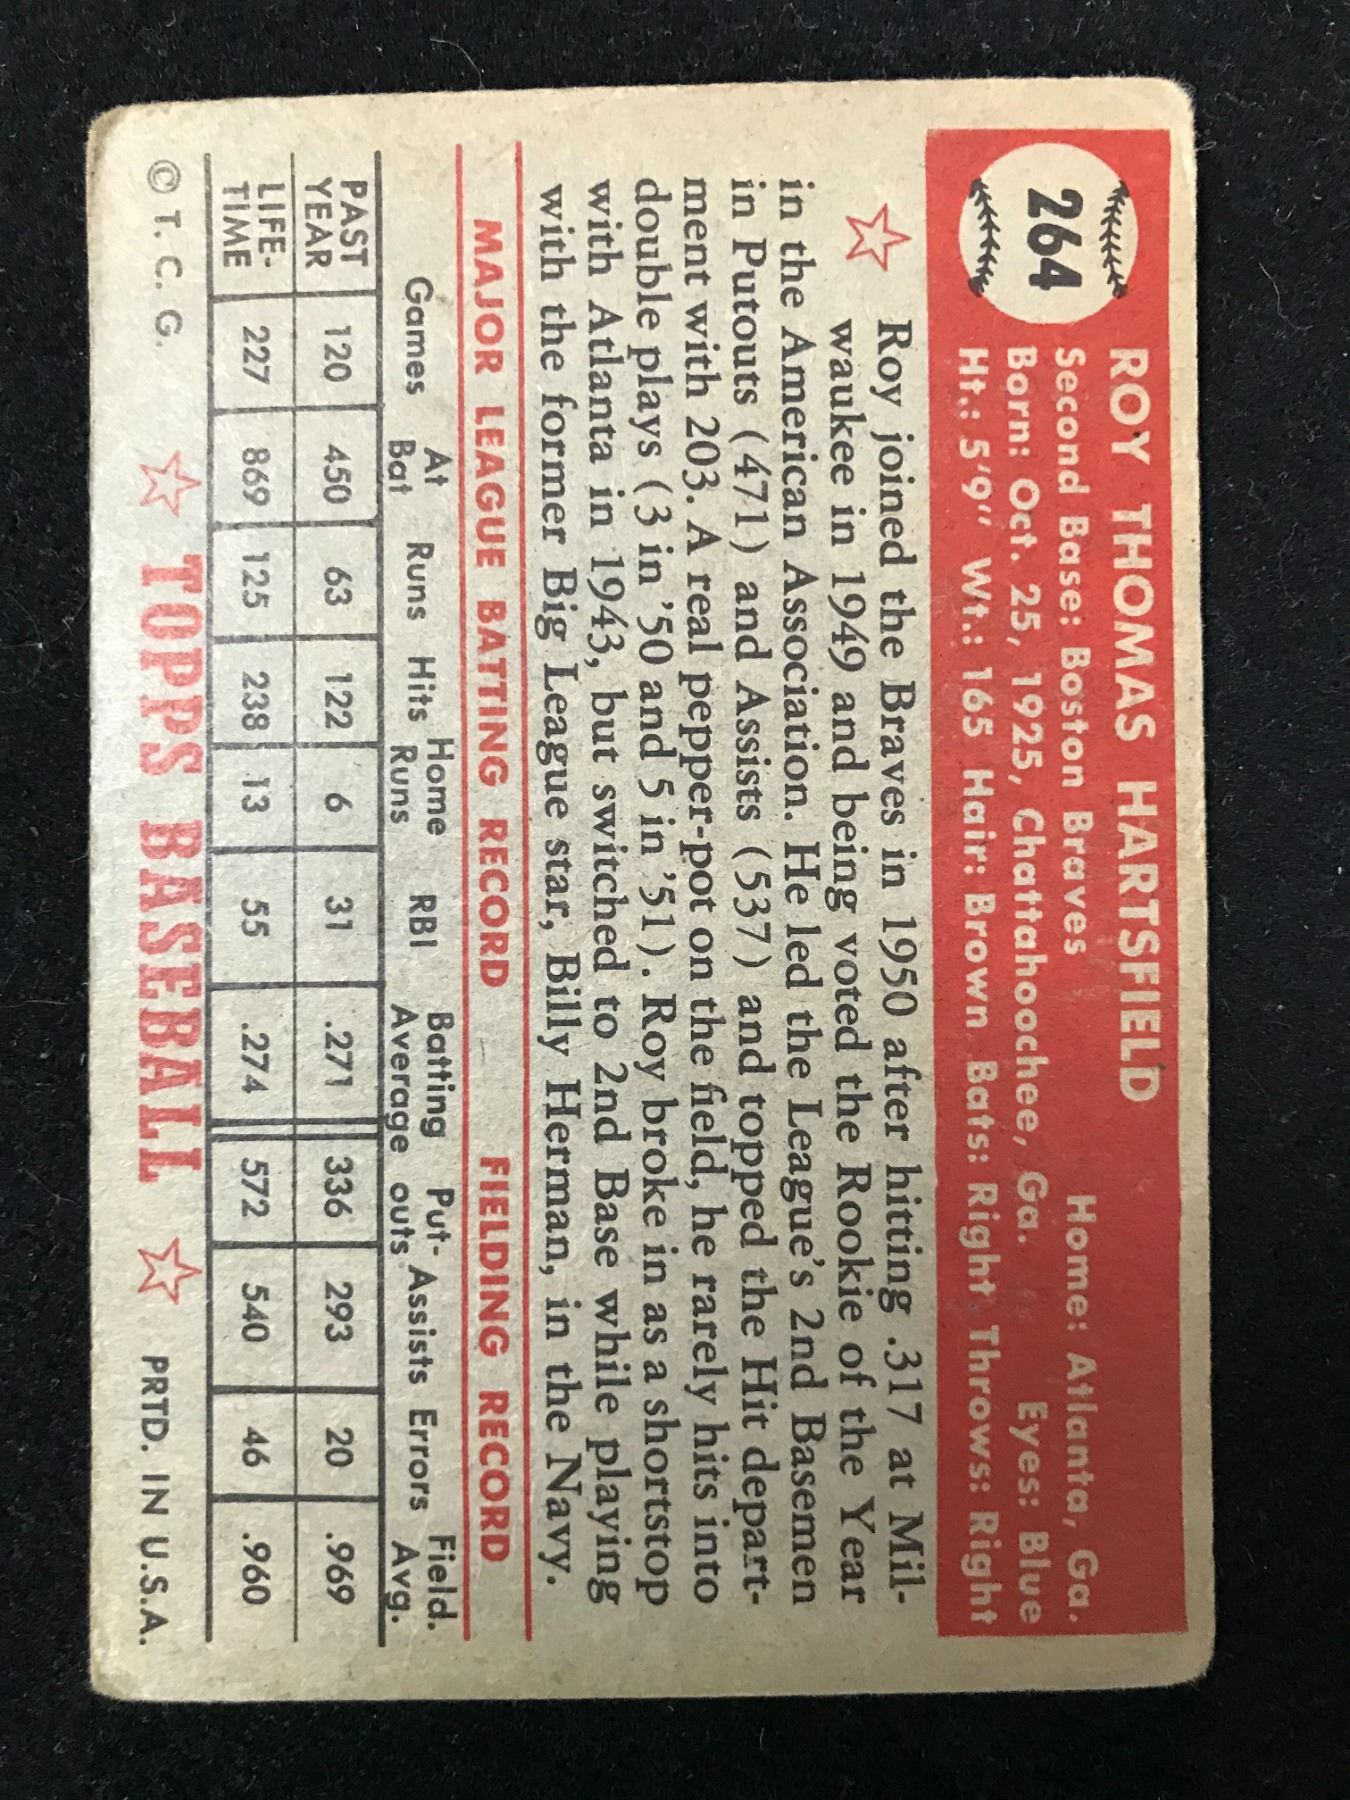 264
ROY THOMAS HARTSFIELD
Second Base: Boston Braves Home: Atlanta, Ga.
Born: Oct. 25, 1925, Chattahoochee, Ga. Eyes: Blue
Ht.: 5'9" Wt.: 165 Hair: Brown Bats: Right Throws: Right
Roy joined the Braves in 1950 after hitting .317 at Mil-
waukee in 1949 and being voted the Rookie of the Year
in the American Association. He led the League's 2nd Basemen
in Putouts (471) and Assists (537) and topped the Hit depart-
ment with 203. A real pepper-pot on the field, he rarely hits into
double plays (3 in '50 and 5 in '51). Roy broke in as a shortstop
with Atlanta in 1943, but switched to 2nd Base while playing
with the former Big League star, Billy Herman, in the Navy.
MAJOR LEAGUE BATTING RECORD FIELDING RECORD
Games At Bat Runs Hits Home Runs RBI Batting Average Put-outs Assists Errors Field. Avg.
PAST YEAR 120 450 63 122 6 31 .271 336 293 20 .969
LIFE-TIME 227 869 125 238 13 55 .274 572 540 46 .960
© T. C. G. TOPPS BASEBALL PRTD. IN U.S.A.